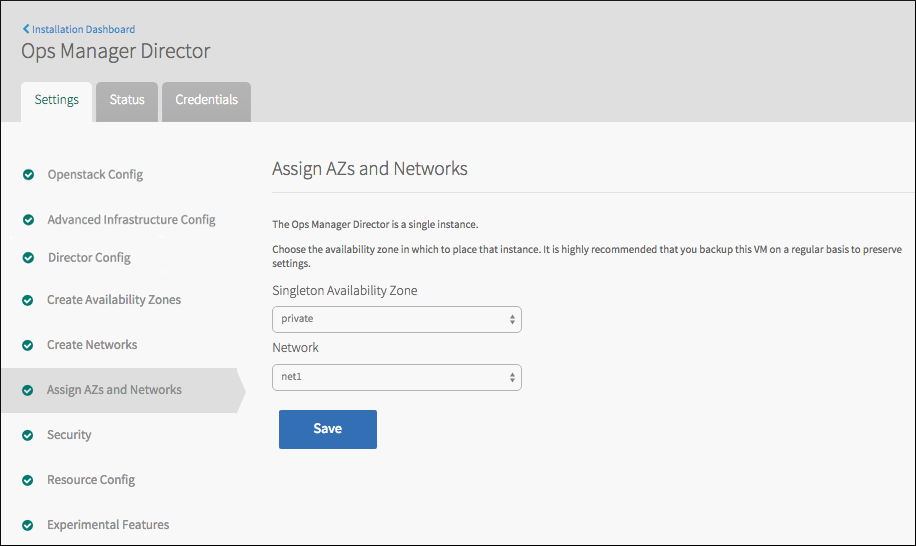 Installation Dashboard
Ops Manager Director
Settings
Status
Credentials
Openstack Config
Advanced Infrastructure Config
Director Config
Create Availability Zones
Create Networks
Assign AZs and Networks
Security
Resource Config
Experimental Features
Assign AZs and Networks
The Ops Manager Director is a single instance.
Choose the availability zone in which to place that instance. It is highly recommended that you backup this VM on a regular basis to preserve
settings.
Singleton Availability Zone
private
Network
net1
Save